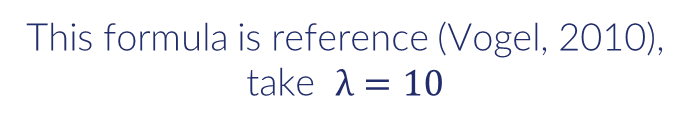 This formula is reference (Vogel, 2010),
take λ = 10